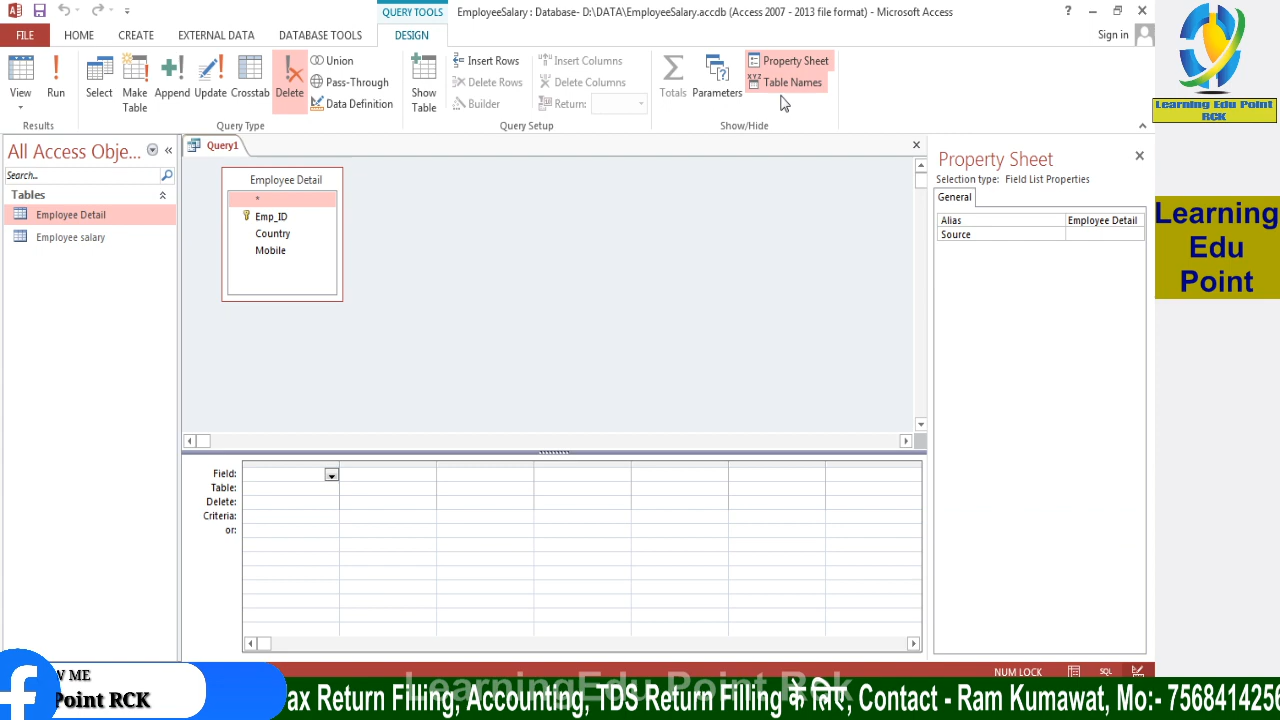 QUERY TOOLS
EmployeeSalary : Database- D:\DATA\EmployeeSalary.accdb (Access 2007 - 2013 file format) - Microsoft Access
FILE HOME CREATE EXTERNAL DATA DATABASE TOOLS DESIGN Sign in
View Run Select Make Table Append Update Crosstab Delete
Union
Pass-Through
Data Definition
Show Table
Insert Rows
Delete Rows
Builder
Insert Columns
Delete Columns
Return:
Totals Parameters
Property Sheet
Table Names
Results Query Type Query Setup Show/Hide
All Access Obje...
Search...
Tables
Employee Detail
Employee salary
Query1
Employee Detail
*
Emp_ID
Country
Mobile
Field:
Table:
Delete:
Criteria:
or:
Property Sheet
Selection type: Field List Properties
General
Alias Employee Detail
Source
NUM LOCK SQL
Learning Edu Point
RCK
Learning
Edu
Point
W ME
Point RCK
LearningEdu Point RCK
ax Return Filling, Accounting, TDS Return Filling के लिए, Contact - Ram Kumawat, Mo:- 7568414250